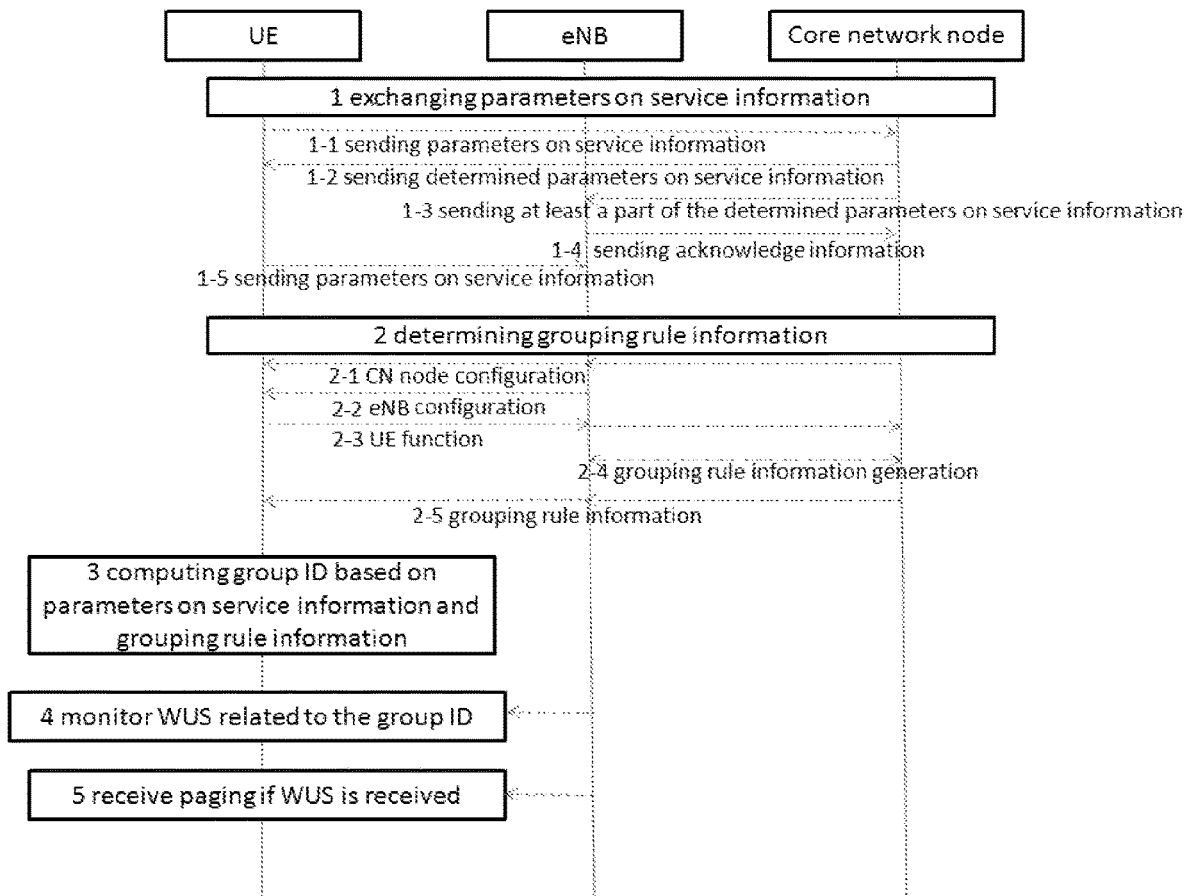 UE
eNB
Core network node
1 exchanging parameters on service information
1-1 sending parameters on service information
1-2 sending determined parameters on service information
1-3 sending at least a part of the determined parameters on service information
1-4 sending acknowledge information
1-5 sending parameters on service information
2 determining grouping rule information
2-1 CN node configuration
2-2 eNB configuration
2-3 UE function
2-4 grouping rule information generation
2-5 grouping rule information
3 computing group ID based on
parameters on service information and
grouping rule information
4 monitor WUS related to the group ID
5 receive paging if WUS is received